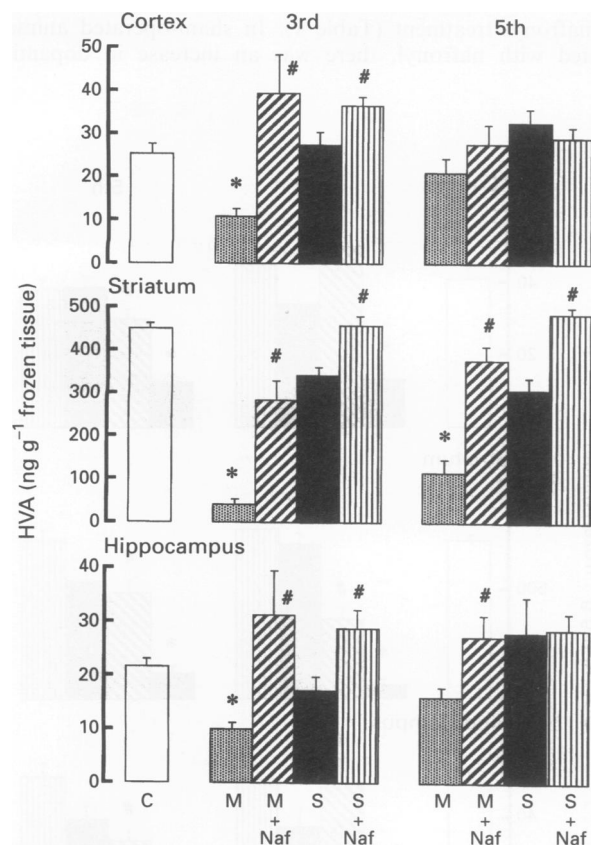 Cortex 3rd 5th
50
40
30
20
10
0
* # #
Striatum
500
400
300
200
100
0
* # # * # #
Hippocampus
40
30
20
10
0
* # # #
HVA (ng g⁻¹ frozen tissue)
C M M + Naf S S + Naf M M + Naf S S + Naf